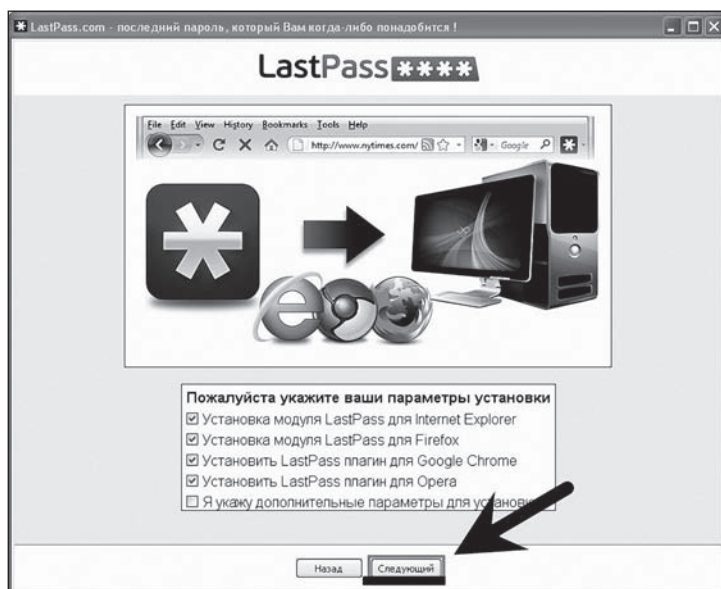 LastPass.com - последний пароль, который Вам когда-либо понадобится !
LastPass ****
File Edit View History Bookmarks Tools Help
http://www.nytimes.com/ Google
Пожалуйста укажите ваши параметры установки
Установка модуля LastPass для Internet Explorer
Установка модуля LastPass для Firefox
Установить LastPass плагин для Google Chrome
Установить LastPass плагин для Opera
Я укажу дополнительные параметры для установки
Назад Следующий